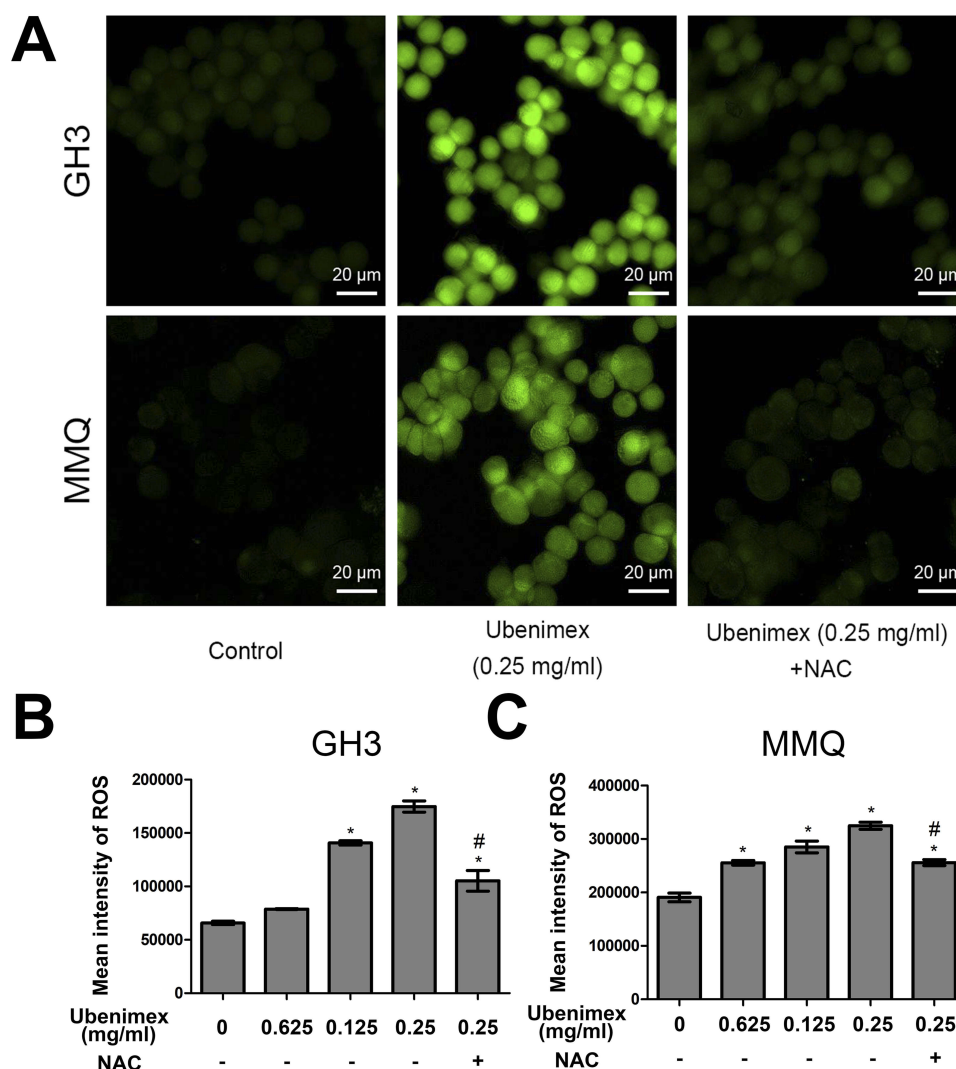 A
GH3
20 µm
20 µm
20 µm
MMQ
20 µm
20 µm
20 µm
Control
Ubenimex
(0.25 mg/ml)
Ubenimex (0.25 mg/ml)
+NAC
B
GH3
Mean intensity of ROS
200000
150000
100000
50000
0
*
*
#
*
Ubenimex
(mg/ml)
0 0.625 0.125 0.25 0.25
NAC - - - - +
C
MMQ
Mean intensity of ROS
400000
300000
200000
100000
0
*
*
*
#
*
Ubenimex
(mg/ml)
0 0.625 0.125 0.25 0.25
NAC - - - - +